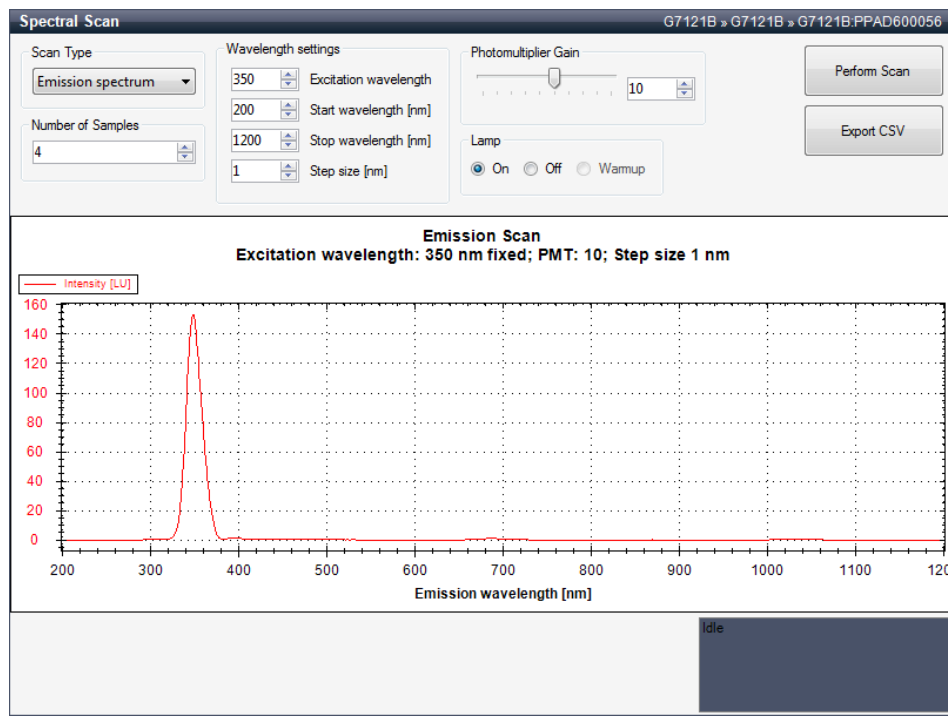 Spectral Scan
G7121B » G7121B » G7121B:PPAD600056
Scan Type
Emission spectrum
Number of Samples
4
Wavelength settings
350 Excitation wavelength
200 Start wavelength [nm]
1200 Stop wavelength [nm]
1 Step size [nm]
Photomultiplier Gain
10
Lamp
On Off Warmup
Perform Scan
Export CSV
Emission Scan
Excitation wavelength: 350 nm fixed; PMT: 10; Step size 1 nm
Intensity [LU]
160
140
120
100
80
60
40
20
0
200 300 400 500 600 700 800 900 1000 1100 120
Emission wavelength [nm]
Idle